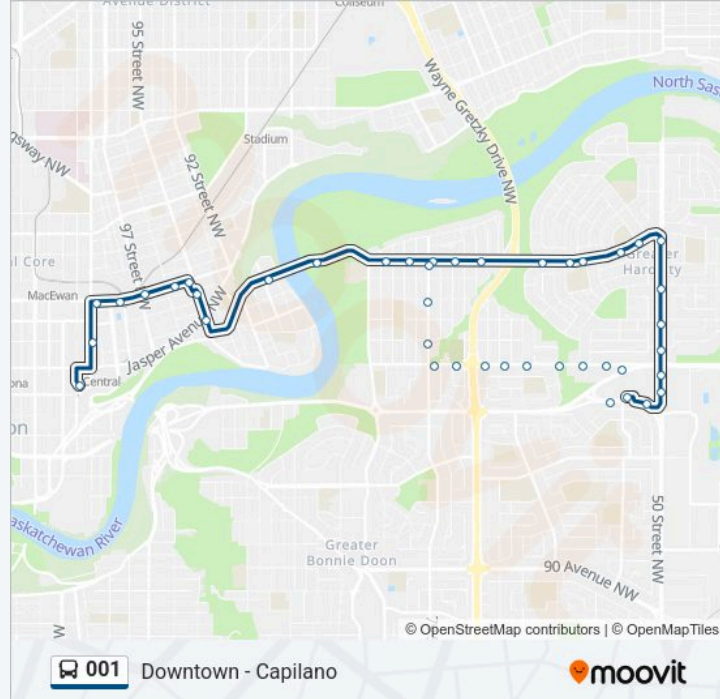 Avenue District
Coliseum
95 Street NW
Wayne Gretzky Drive NW
North Sas
gsway NW
Stadium
92 Street NW
97 Street NW
al Core
Greater
Hardisty
MacEwan
Jasper Avenue NW
ona
Central
on
askatchewan River
50 Street NW
Greater
Bonnie Doon
90 Avenue NW
W
© OpenStreetMap contributors | © OpenMapTiles
001 Downtown - Capilano
moovit